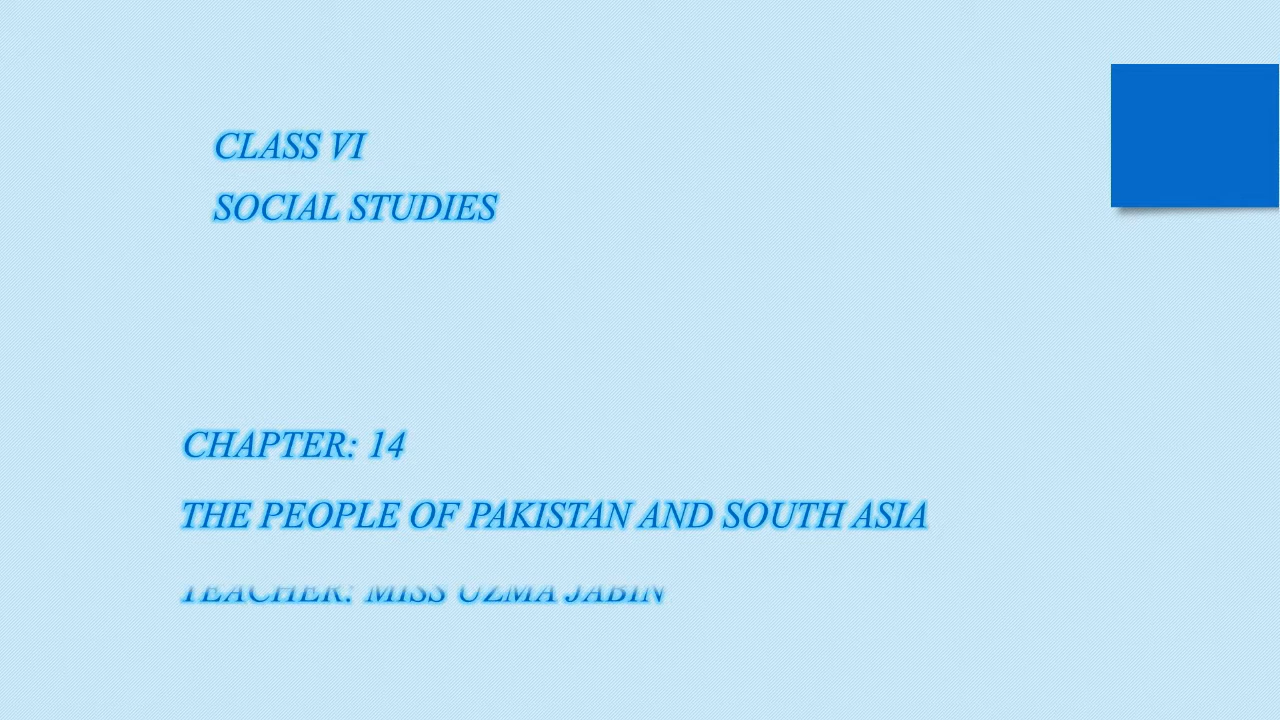 CLASS VI
SOCIAL STUDIES
CHAPTER: 14
THE PEOPLE OF PAKISTAN AND SOUTH ASIA
TEACHER: MISS UZMA JABIN